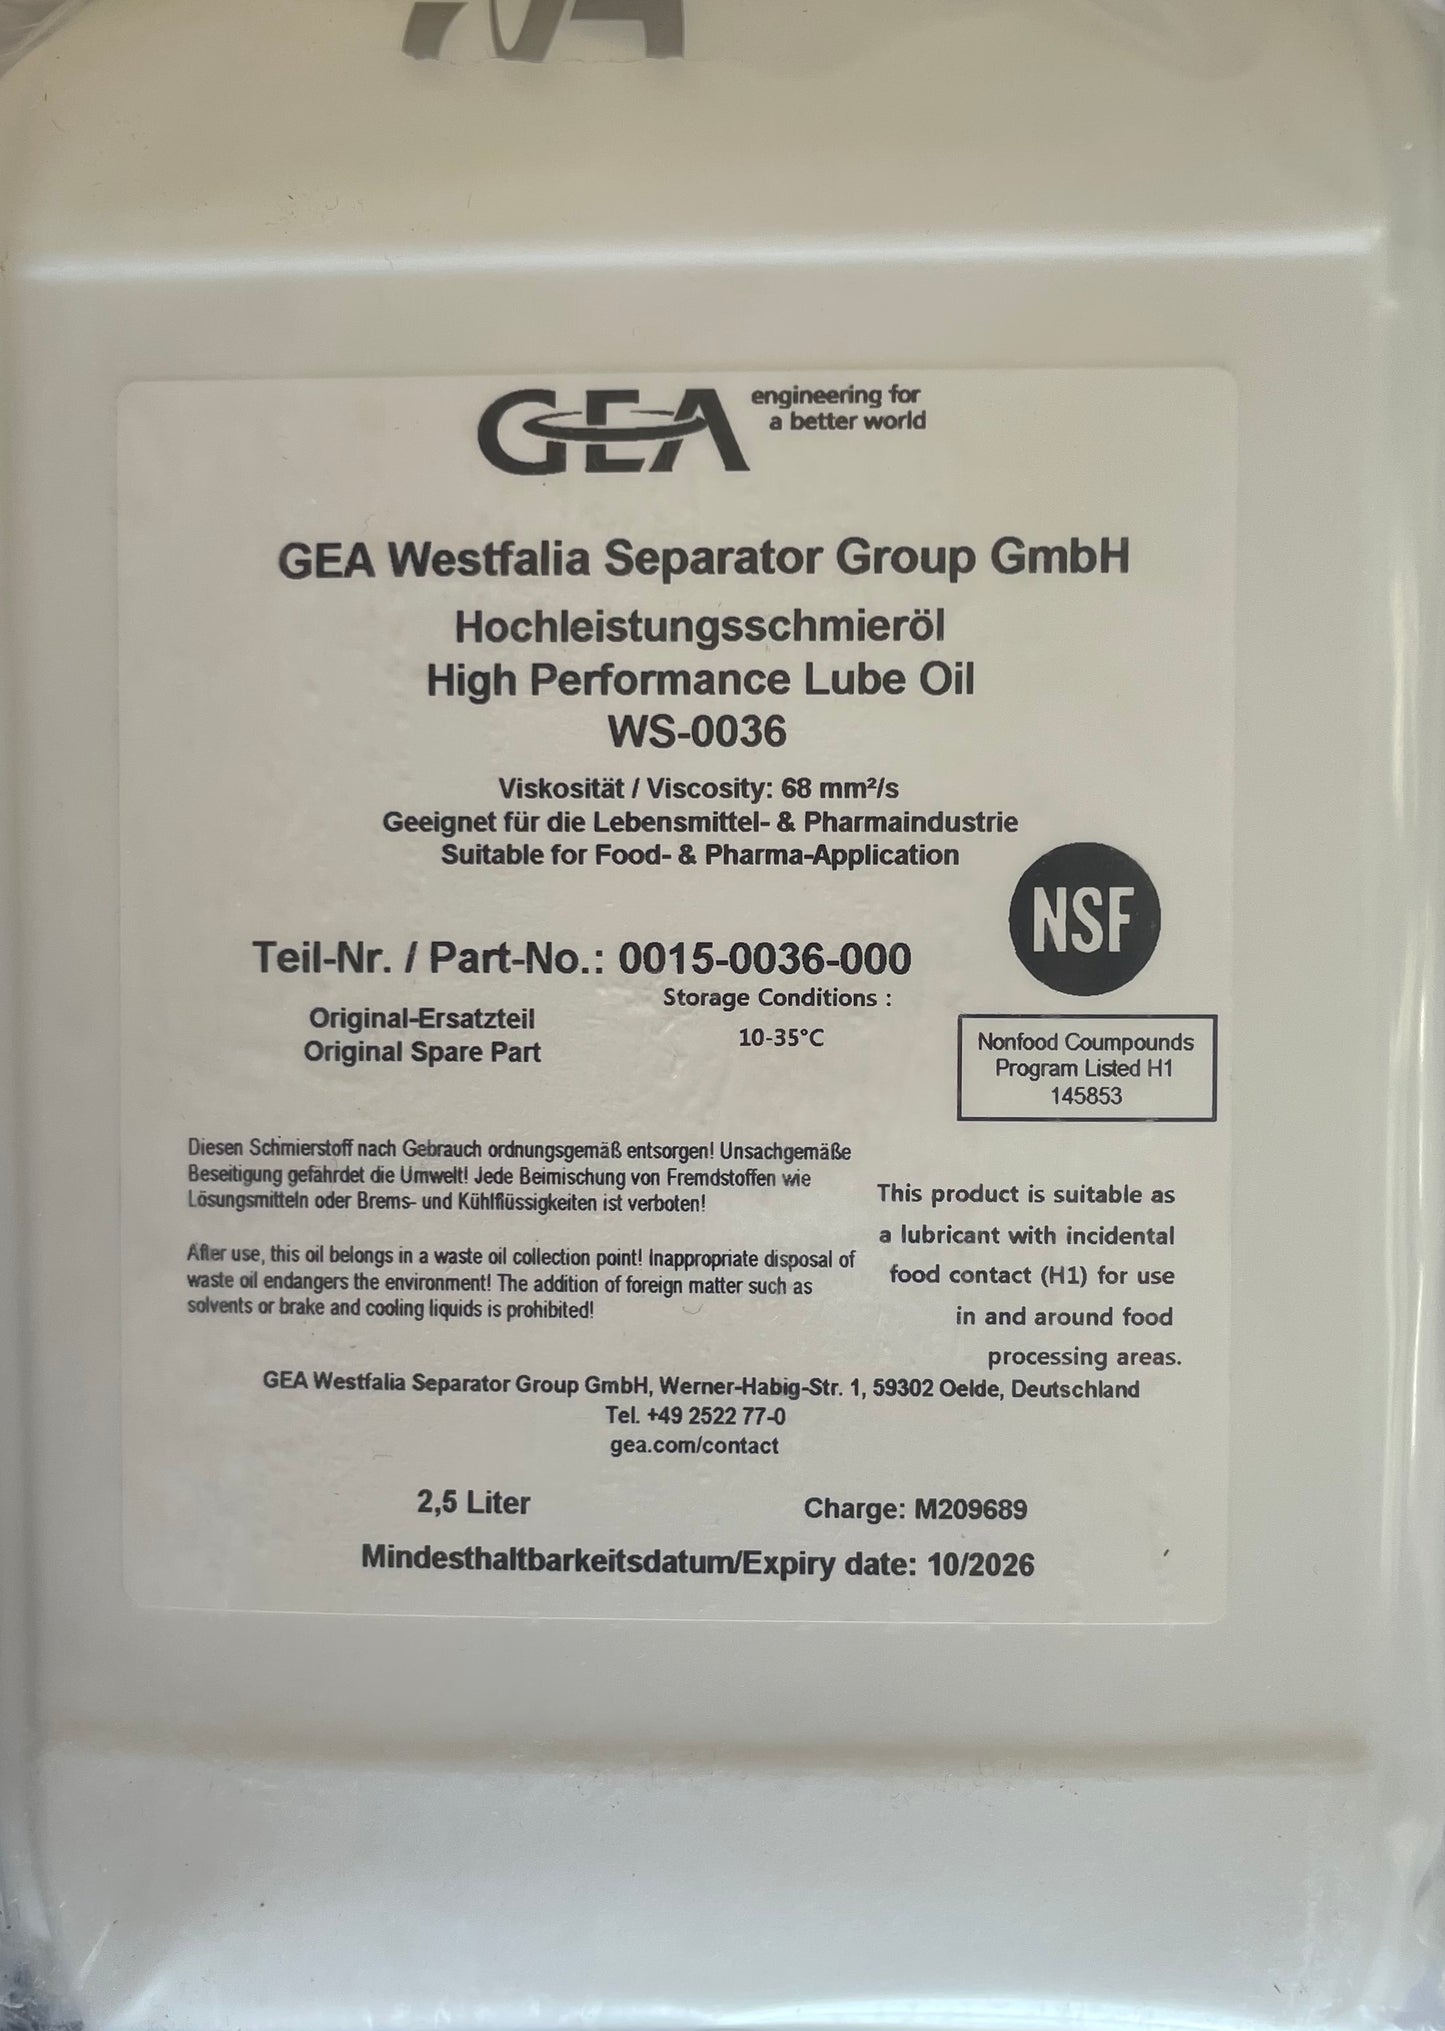 GEA
engineering for
a better world
GEA Westfalia Separator Group GmbH
Hochleistungsschmieröl
High Performance Lube Oil
WS-0036
Viskosität / Viscosity: 68 mm²/s
Geeignet für die Lebensmittel- & Pharmaindustrie
Suitable for Food- & Pharma-Application
NSF
Teil-Nr. / Part-No.: 0015-0036-000
Storage Conditions :
10-35°C
Original-Ersatzteil
Original Spare Part
Nonfood Coumpounds
Program Listed H1
145853
Diesen Schmierstoff nach Gebrauch ordnungsgemäß entsorgen! Unsachgemäße
Beseitigung gefährdet die Umwelt! Jede Beimischung von Fremdstoffen wie
Lösungsmitteln oder Brems- und Kühlflüssigkeiten ist verboten!
After use, this oil belongs in a waste oil collection point! Inappropriate disposal of
waste oil endangers the environment! The addition of foreign matter such as
solvents or brake and cooling liquids is prohibited!
This product is suitable as
a lubricant with incidental
food contact (H1) for use
in and around food
processing areas.
GEA Westfalia Separator Group GmbH, Werner-Habig-Str. 1, 59302 Oelde, Deutschland
Tel. +49 2522 77-0
gea.com/contact
2,5 Liter
Charge: M209689
Mindesthaltbarkeitsdatum/Expiry date: 10/2026